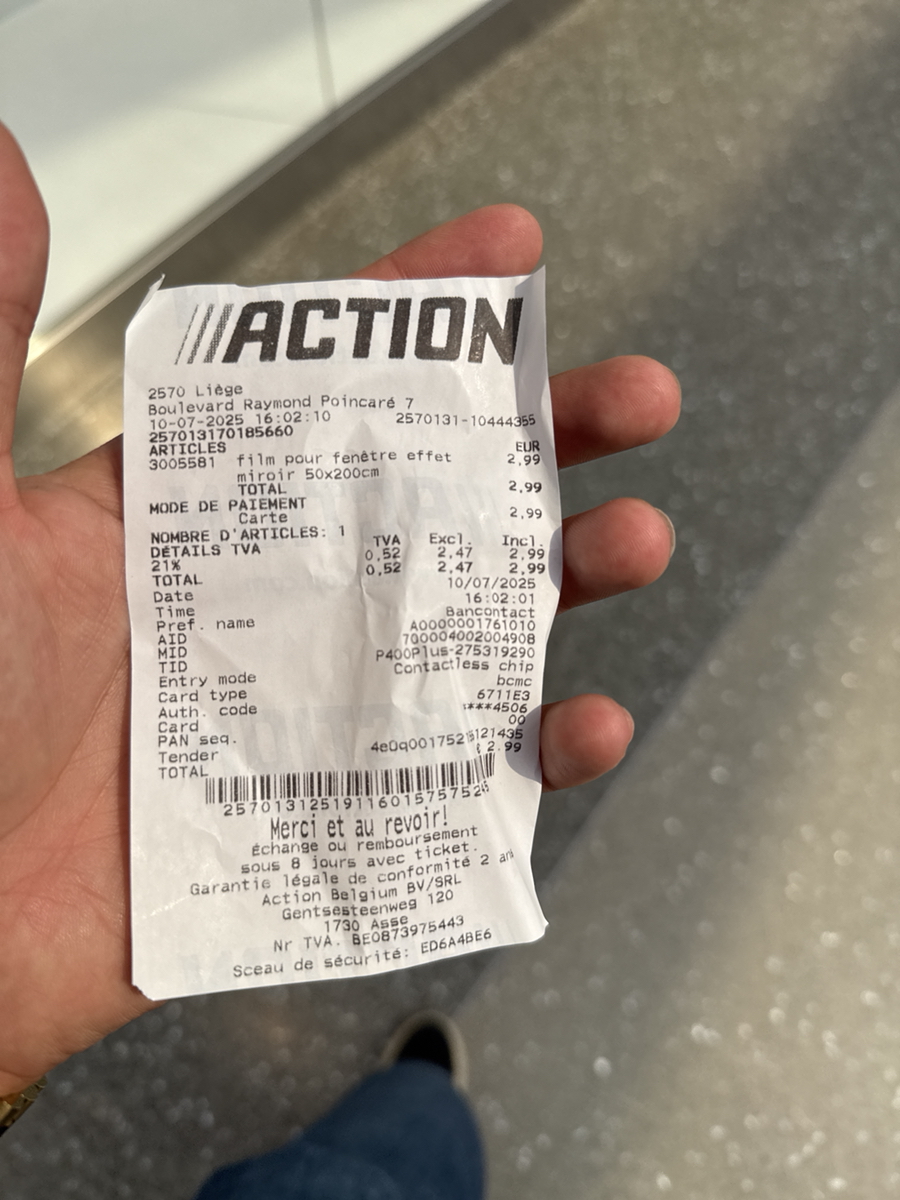 ACTION
2570 Liège
Boulevard Raymond Poincaré 7
10-07-2025 16:02:10 2570131-10444355
257013170185660
ARTICLES EUR
3005581 film pour fenêtre effet 2,99
miroir 50x200cm
TOTAL 2,99
MODE DE PAIEMENT
Carte 2,99
NOMBRE D'ARTICLES: 1
DÉTAILS TVA TVA Excl. Incl.
21% 0,52 2,47 2,99
TOTAL 0,52 2,47 2,99
Date 10/07/2025
Time 16:02:01
Pref. name Bancontact
AID A0000001761010
MID 700004002004908
TID P400Plus-275319290
Entry mode Contactless chip
Card type bcmc
Auth. code 6711E3
Card ****4506
PAN seq. 00
Tender
TOTAL € 2.99
Merci et au revoir!
Échange ou remboursement
sous 8 jours avec ticket.
Garantie légale de conformité 2 ans
Action Belgium BV/SRL
Gentsesteenweg 120
1730 Asse
Nr TVA. BE0873975443
Sceau de sécurité: ED6A4BE6